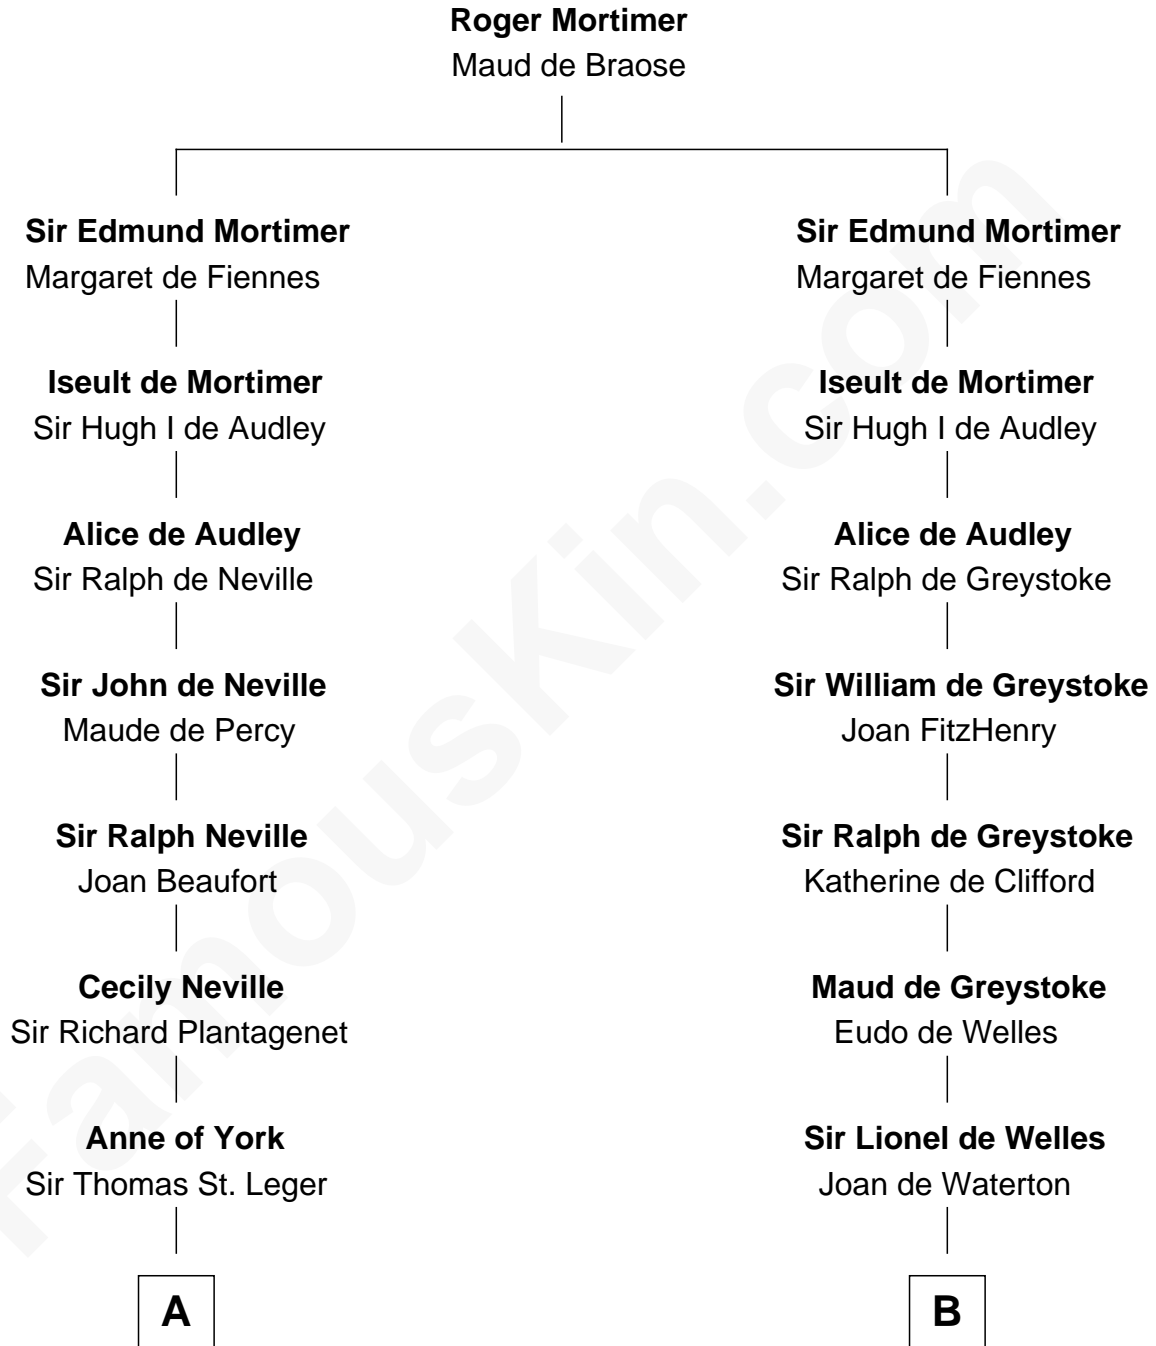 Roger Mortimer
Maud de Braose
Sir Edmund Mortimer
Margaret de Fiennes
Iseult de Mortimer
Sir Hugh I de Audley
Alice de Audley
Sir Ralph de Neville
Sir John de Neville
Maude de Percy
Sir Ralph Neville
Joan Beaufort
Cecily Neville
Sir Richard Plantagenet
Anne of York
Sir Thomas St. Leger
A
Sir Edmund Mortimer
Margaret de Fiennes
Iseult de Mortimer
Sir Hugh I de Audley
Alice de Audley
Sir Ralph de Greystoke
Sir William de Greystoke
Joan FitzHenry
Sir Ralph de Greystoke
Katherine de Clifford
Maud de Greystoke
Eudo de Welles
Sir Lionel de Welles
Joan de Waterton
B
FamousKin.com